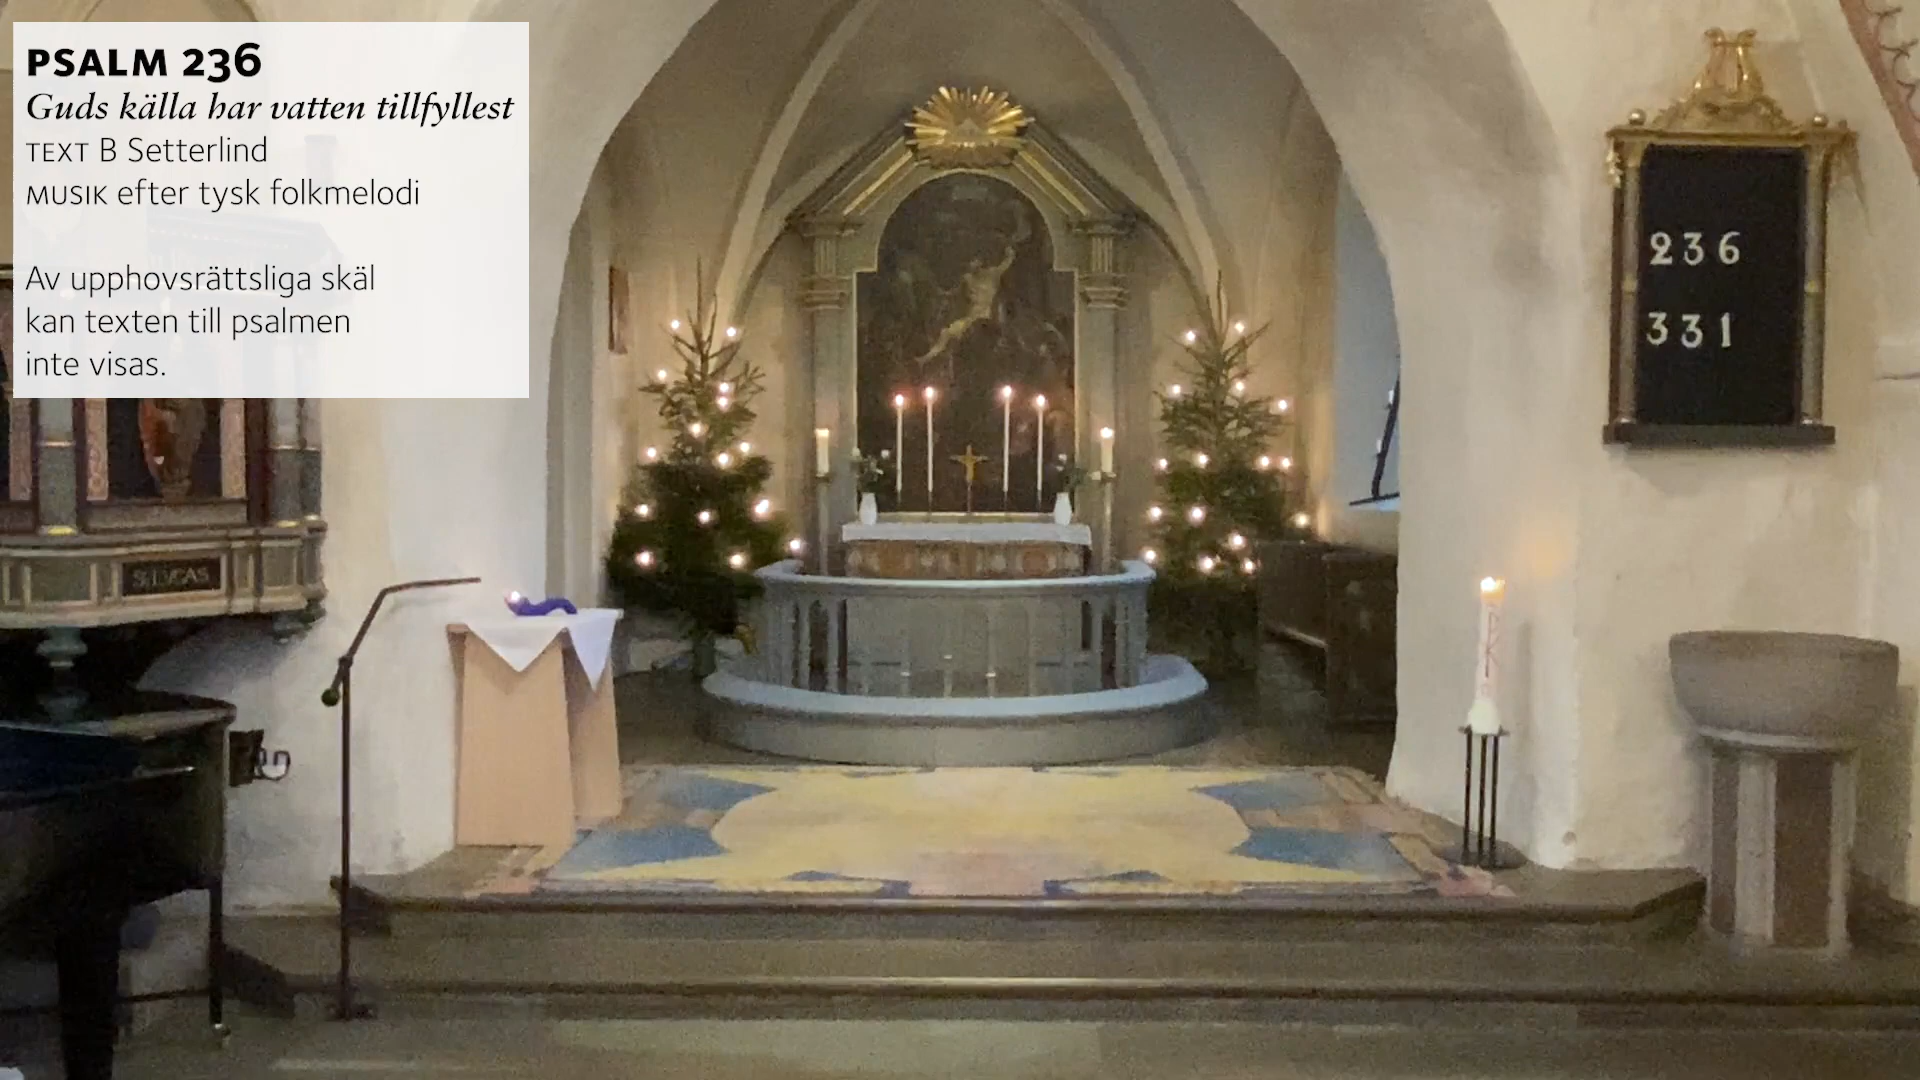 PSALM 236
Guds källa har vatten tillfyllest
TEXT B Setterlind
MUSIK efter tysk folkmelodi
Av upphovsrättsliga skäl
kan texten till psalmen
inte visas.
236
331
S. LUCAS